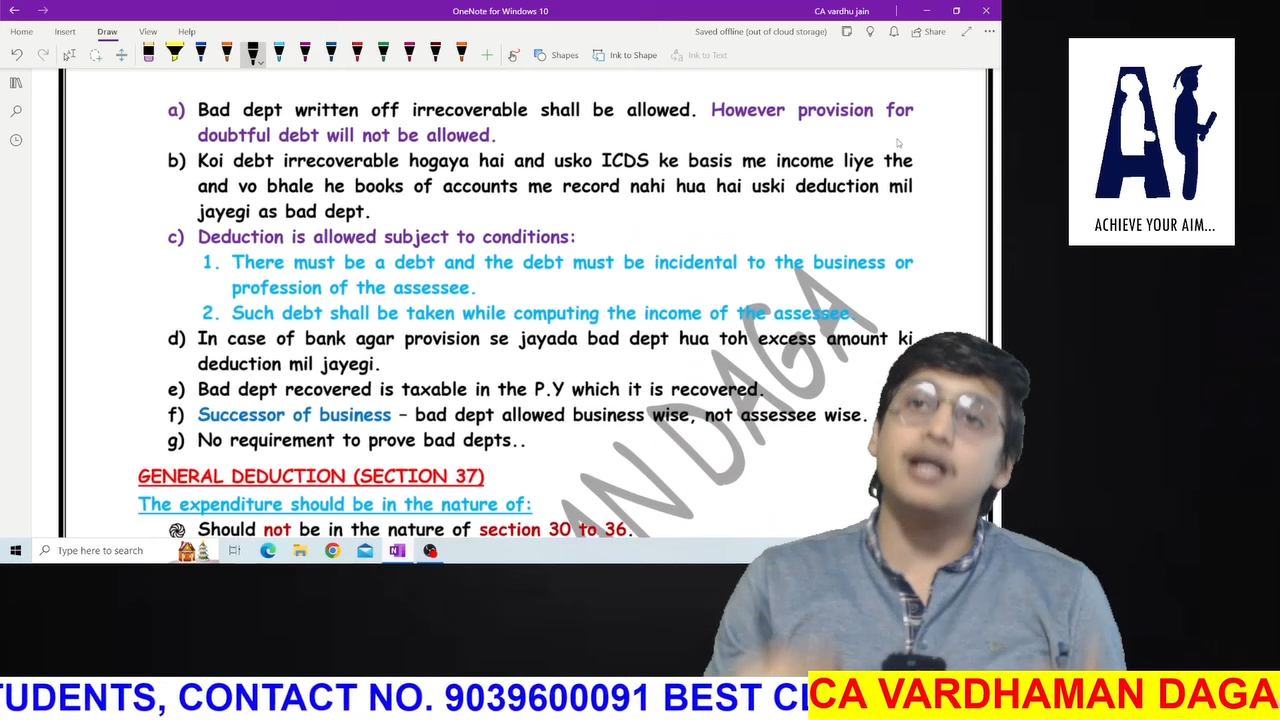 OneNote for Windows 10
CA vardhu jain
Home Insert Draw View Help
Saved offline (out of cloud storage)
Share
Shapes
Ink to Shape
Ink to Text
a) Bad dept written off irrecoverable shall be allowed. However provision for
doubtful debt will not be allowed.
b) Koi debt irrecoverable hogaya hai and usko ICDS ke basis me income liye the
and vo bhale he books of accounts me record nahi hua hai uski deduction mil
jayegi as bad dept.
c) Deduction is allowed subject to conditions:
1. There must be a debt and the debt must be incidental to the business or
profession of the assessee.
2. Such debt shall be taken while computing the income of the assessee.
d) In case of bank agar provision se jayada bad dept hua toh excess amount ki
deduction mil jayegi.
e) Bad dept recovered is taxable in the P.Y which it is recovered.
f) Successor of business – bad dept allowed business wise, not assessee wise.
g) No requirement to prove bad depts..
GENERAL DEDUCTION (SECTION 37)
The expenditure should be in the nature of:
Should not be in the nature of section 30 to 36.
AN DAGA
Type here to search
AI
ACHIEVE YOUR AIM...
TUDENTS, CONTACT NO. 9039600091 BEST CL
CA VARDHAMAN DAGA